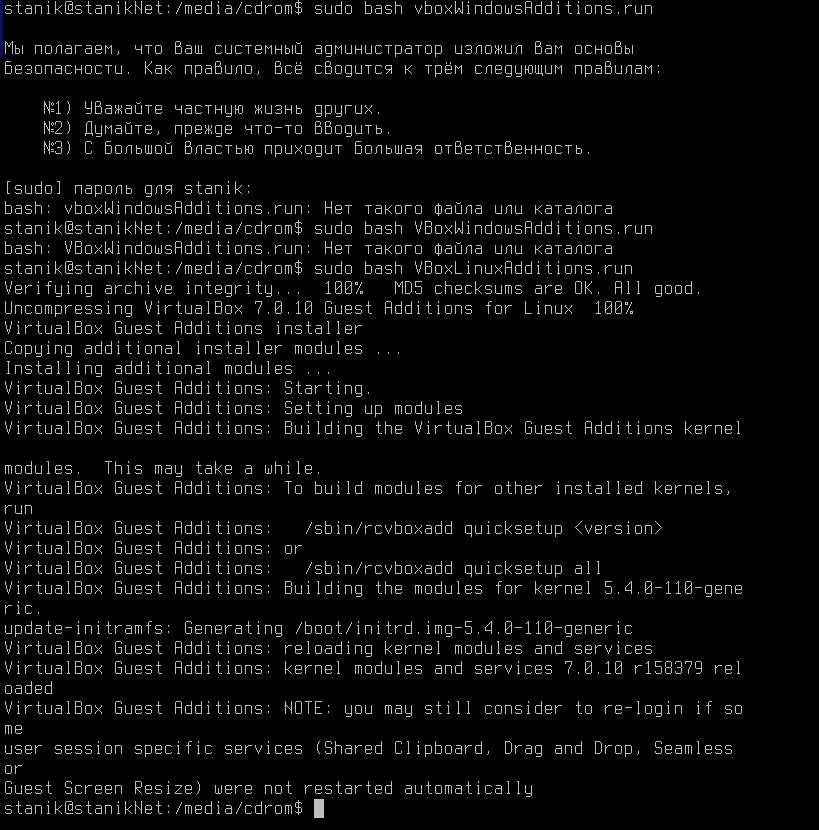 stanik@stanikNet:/media/cdrom$ sudo bash vboxWindowsAdditions.run
Мы полагаем, что ваш системный администратор изложил вам основы
безопасности. Как правило, всё сводится к трём следующим правилам:
№1) Уважайте частную жизнь других.
№2) Думайте, прежде что-то вводить.
№3) С большой властью приходит большая ответственность.
[sudo] пароль для stanik:
bash: vboxWindowsAdditions.run: Нет такого файла или каталога
stanik@stanikNet:/media/cdrom$ sudo bash VBoxWindowsAdditions.run
bash: VBoxWindowsAdditions.run: Нет такого файла или каталога
stanik@stanikNet:/media/cdrom$ sudo bash VBoxLinuxAdditions.run
Verifying archive integrity...  100%   MD5 checksums are OK. All good.
Uncompressing VirtualBox 7.0.10 Guest Additions for Linux  100%
VirtualBox Guest Additions installer
Copying additional installer modules ...
Installing additional modules ...
VirtualBox Guest Additions: Starting.
VirtualBox Guest Additions: Setting up modules
VirtualBox Guest Additions: Building the VirtualBox Guest Additions kernel
modules.  This may take a while.
VirtualBox Guest Additions: To build modules for other installed kernels,
run
VirtualBox Guest Additions:   /sbin/rcvboxadd quicksetup <version>
VirtualBox Guest Additions: or
VirtualBox Guest Additions:   /sbin/rcvboxadd quicksetup all
VirtualBox Guest Additions: Building the modules for kernel 5.4.0-110-gene
ric.
update-initramfs: Generating /boot/initrd.img-5.4.0-110-generic
VirtualBox Guest Additions: reloading kernel modules and services
VirtualBox Guest Additions: kernel modules and services 7.0.10 r158379 rel
oaded
VirtualBox Guest Additions: NOTE: you may still consider to re-login if so
me
user session specific services (Shared Clipboard, Drag and Drop, Seamless
or
Guest Screen Resize) were not restarted automatically
stanik@stanikNet:/media/cdrom$